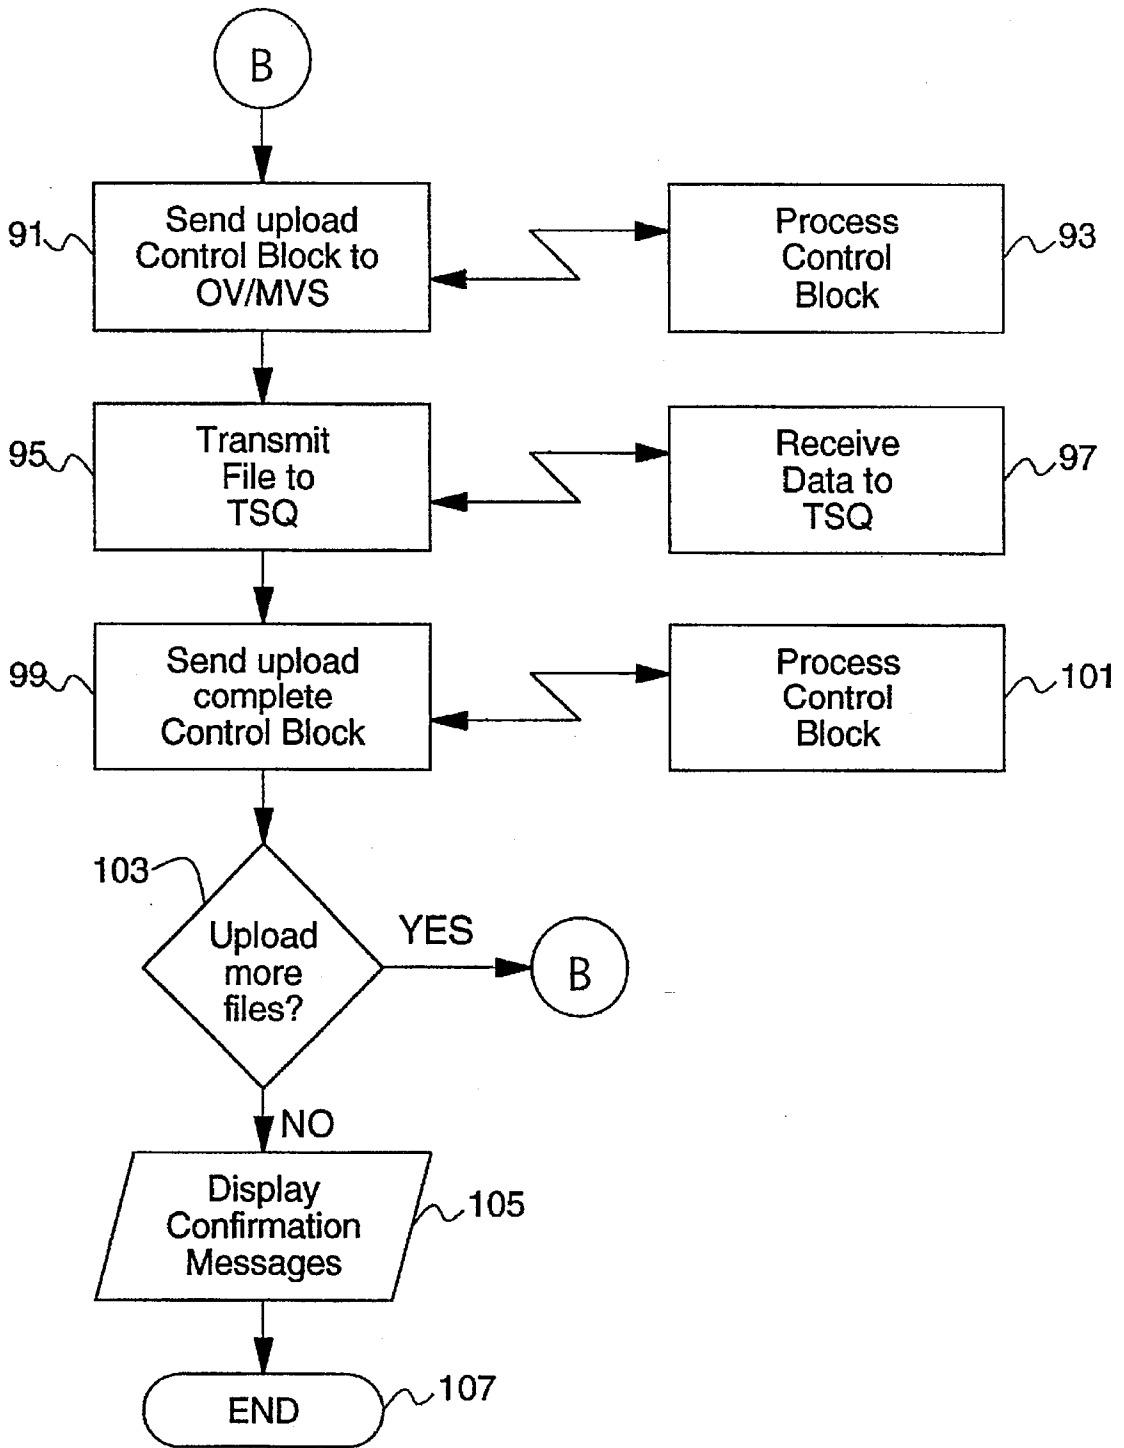 B
91
Send upload
Control Block to
OV/MVS
Process
Control
Block
93
95
Transmit
File to
TSQ
Receive
Data to
TSQ
97
99
Send upload
complete
Control Block
Process
Control
Block
101
103
Upload
more
files?
YES
B
NO
Display
Confirmation
Messages
105
END
107